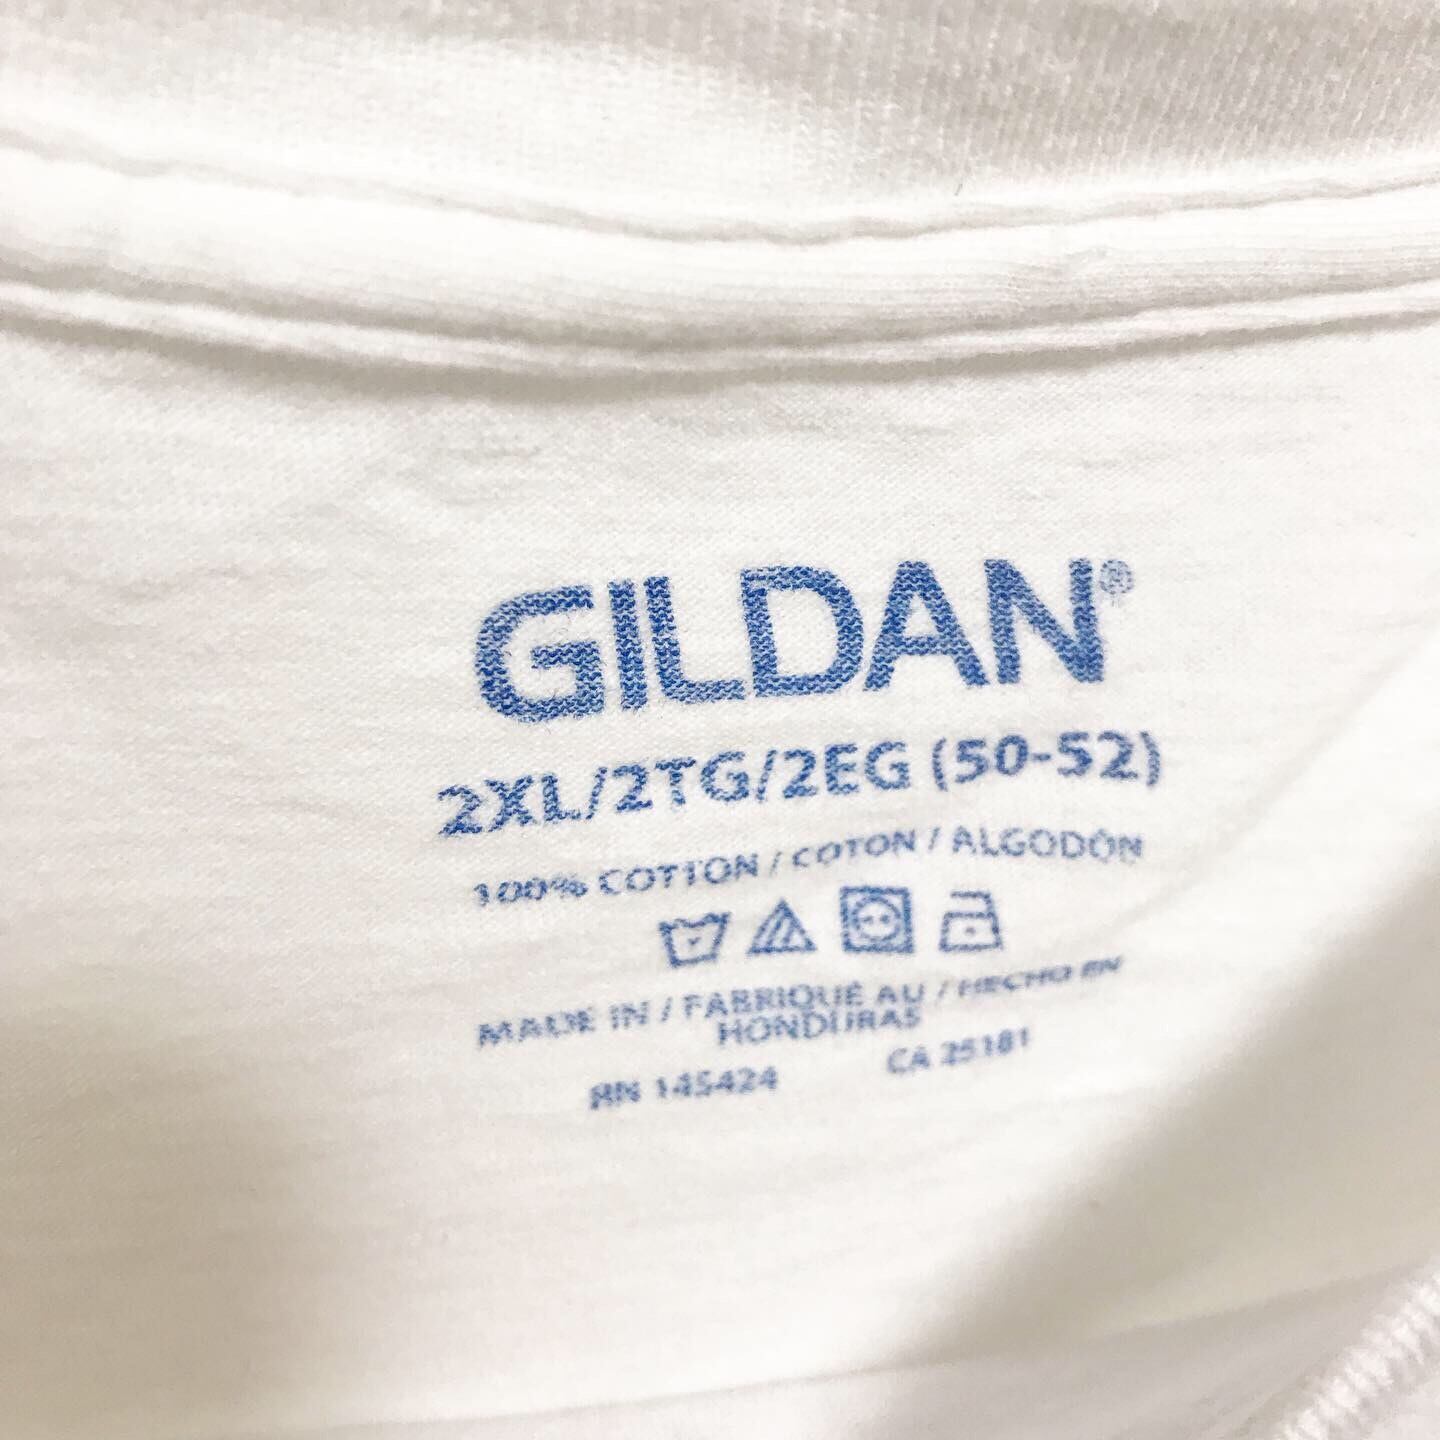 GILDAN®
2XL/2TG/2EG (50-52)
100% COTTON / COTON / ALGODÓN
MADE IN / FABRIQUÉ AU / HECHO EN
HONDURAS
RN 145424 CA 25181